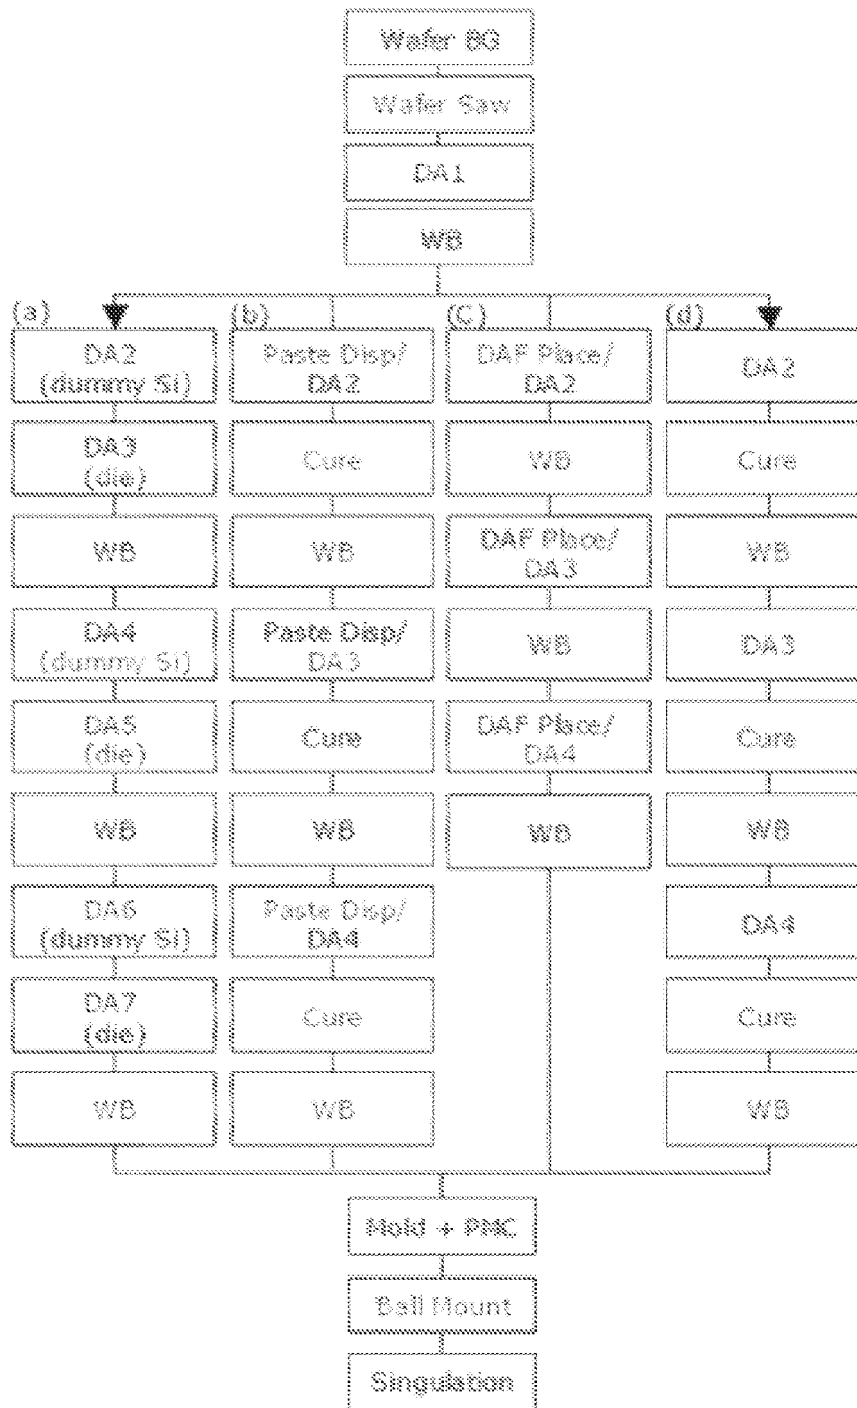 Wafer BG
Wafer Saw
DA1
WB
(a)
DA2
(dummy Si)
DA3
(die)
WB
DA4
(dummy Si)
DA5
(die)
WB
DA6
(dummy Si)
DA7
(die)
WB
(b)
Paste Disp/
DA2
Cure
WB
Paste Disp/
DA3
Cure
WB
Paste Disp/
DA4
Cure
WB
(C)
DAF Place/
DA2
WB
DAF Place/
DA3
WB
DAF Place/
DA4
WB
(d)
DA2
Cure
WB
DA3
Cure
WB
DA4
Cure
WB
Mold + PMC
Ball Mount
Singulation